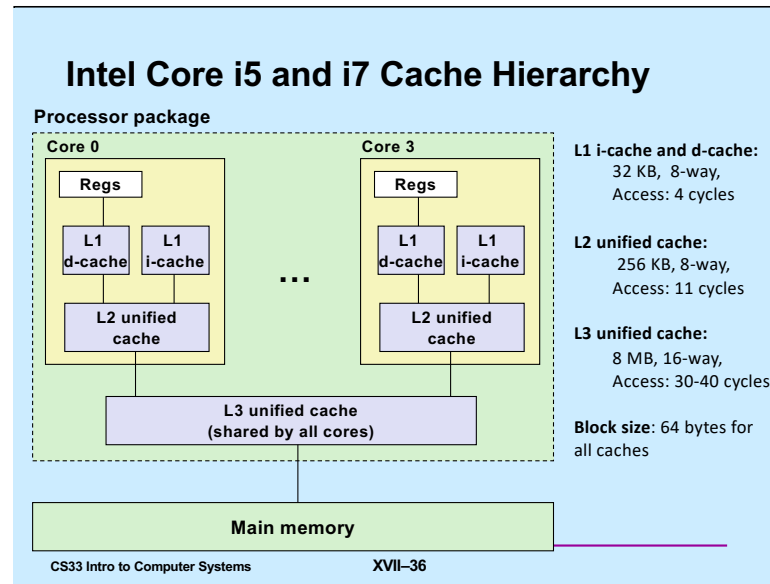 Intel Core i5 and i7 Cache Hierarchy
Processor package
Core 0
Regs
L1
d-cache
L1
i-cache
L2 unified
cache
...
Core 3
Regs
L1
d-cache
L1
i-cache
L2 unified
cache
L3 unified cache
(shared by all cores)
Main memory
L1 i-cache and d-cache:
32 KB, 8-way,
Access: 4 cycles
L2 unified cache:
256 KB, 8-way,
Access: 11 cycles
L3 unified cache:
8 MB, 16-way,
Access: 30-40 cycles
Block size: 64 bytes for
all caches
CS33 Intro to Computer Systems
XVII–36